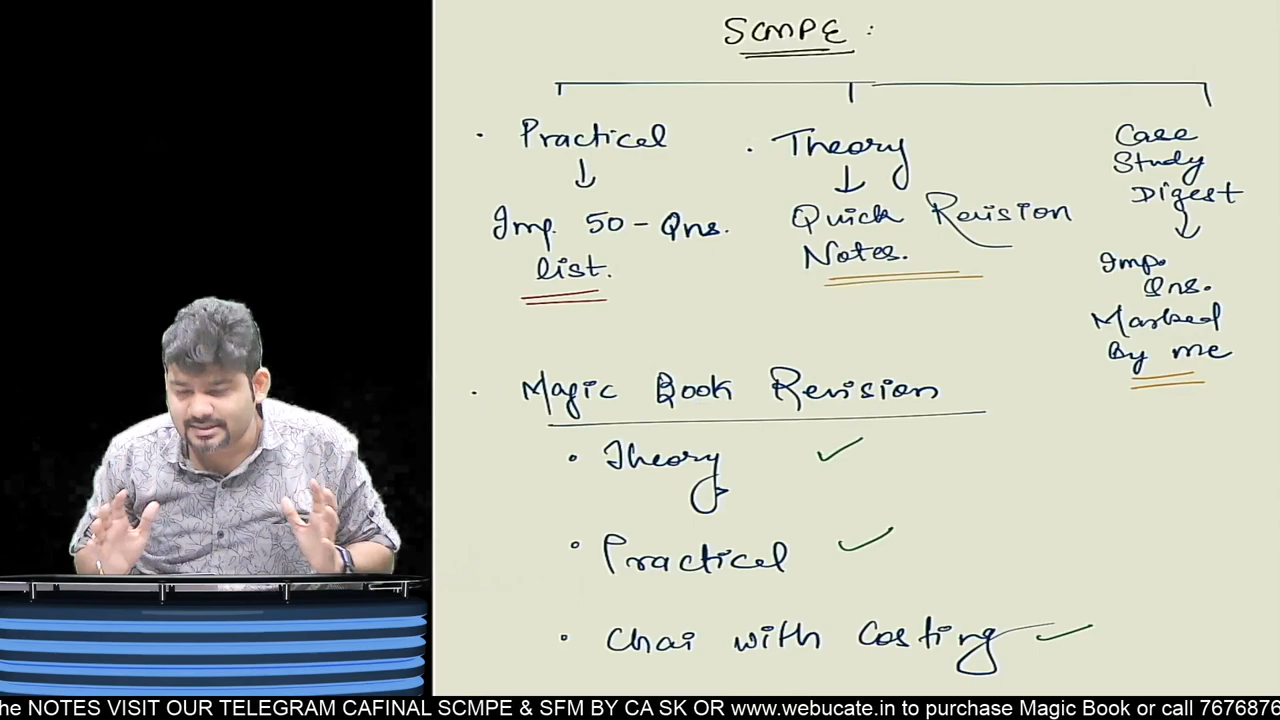 SCMPE :
· Practical
Imp. 50 - Qns.
list.
· Theory
Quick Revision
Notes.
Case
Study
Digest
Imp.
Qns.
Marked
By me
· Magic Book Revision
· Theory
· Practical
· Chai with Costing
he NOTES VISIT OUR TELEGRAM CAFINAL SCMPE & SFM BY CA SK OR www.webucate.in to purchase Magic Book or call 7676876